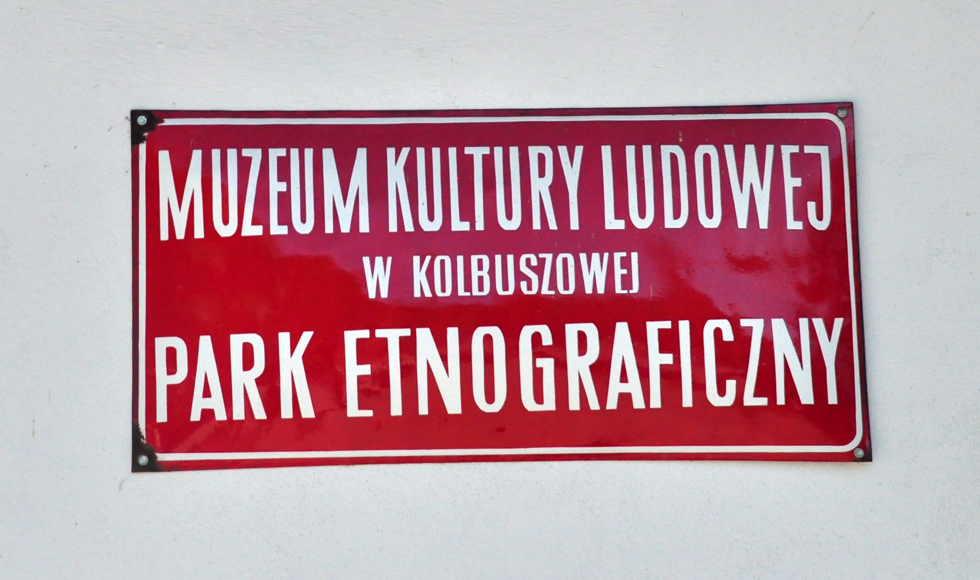 MUZEUM KULTURY LUDOWEJ
W KOLBUSZOWEJ
PARK ETNOGRAFICZNY